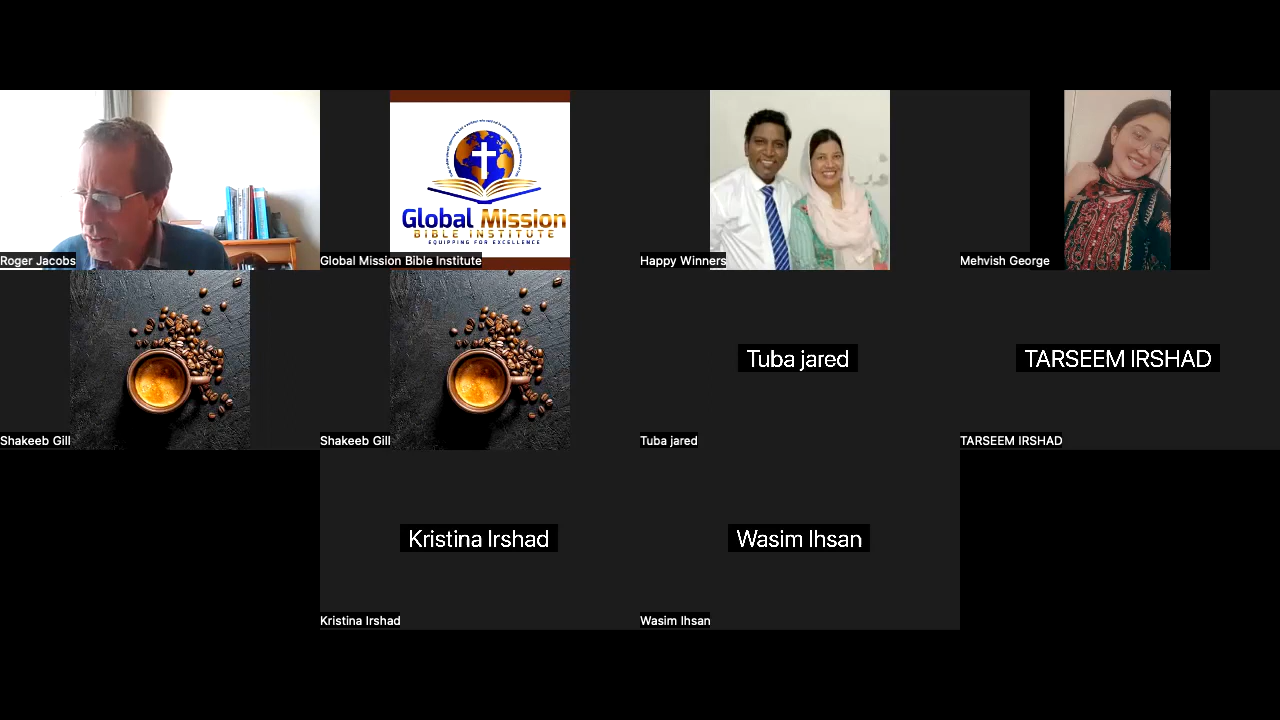 Roger Jacobs
Global Mission
BIBLE INSTITUTE
EQUIPPING FOR EXCELLENCE
Global Mission Bible Institute
Happy Winners
Mehvish George
Shakeeb Gill
Shakeeb Gill
Tuba jared
Tuba jared
TARSEEM IRSHAD
TARSEEM IRSHAD
Kristina Irshad
Kristina Irshad
Wasim Ihsan
Wasim Ihsan